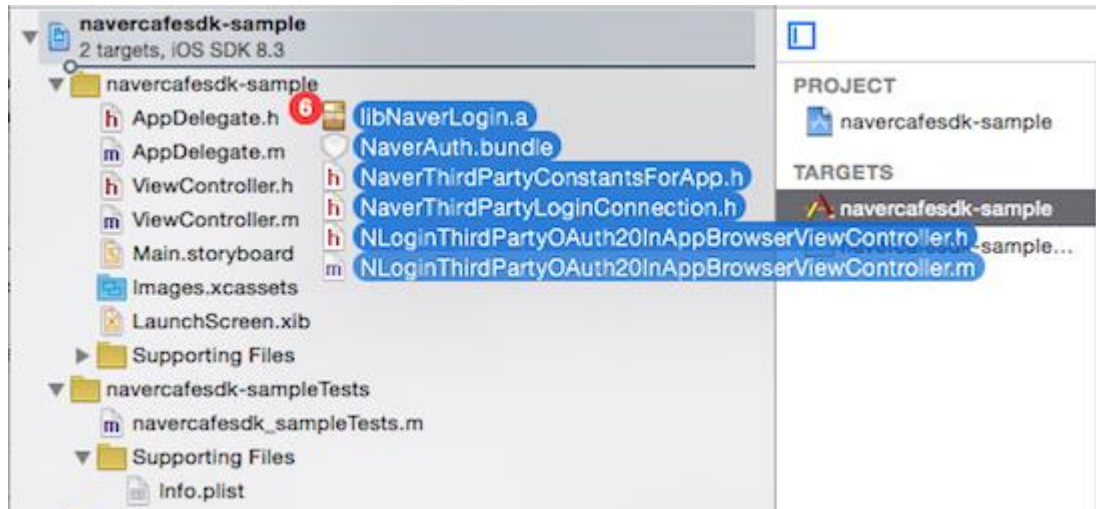 navercafesdk-sample
2 targets, iOS SDK 8.3
navercafesdk-sample
AppDelegate.h
AppDelegate.m
ViewController.h
ViewController.m
Main.storyboard
Images.xcassets
LaunchScreen.xib
Supporting Files
navercafesdk-sampleTests
navercafesdk_sampleTests.m
Supporting Files
Info.plist
6
libNaverLogin.a
NaverAuth.bundle
NaverThirdPartyConstantsForApp.h
NaverThirdPartyLoginConnection.h
NLoginThirdPartyOAuth20InAppBrowserViewController.h
NLoginThirdPartyOAuth20InAppBrowserViewController.m
PROJECT
navercafesdk-sample
TARGETS
navercafesdk-sample
-sample...